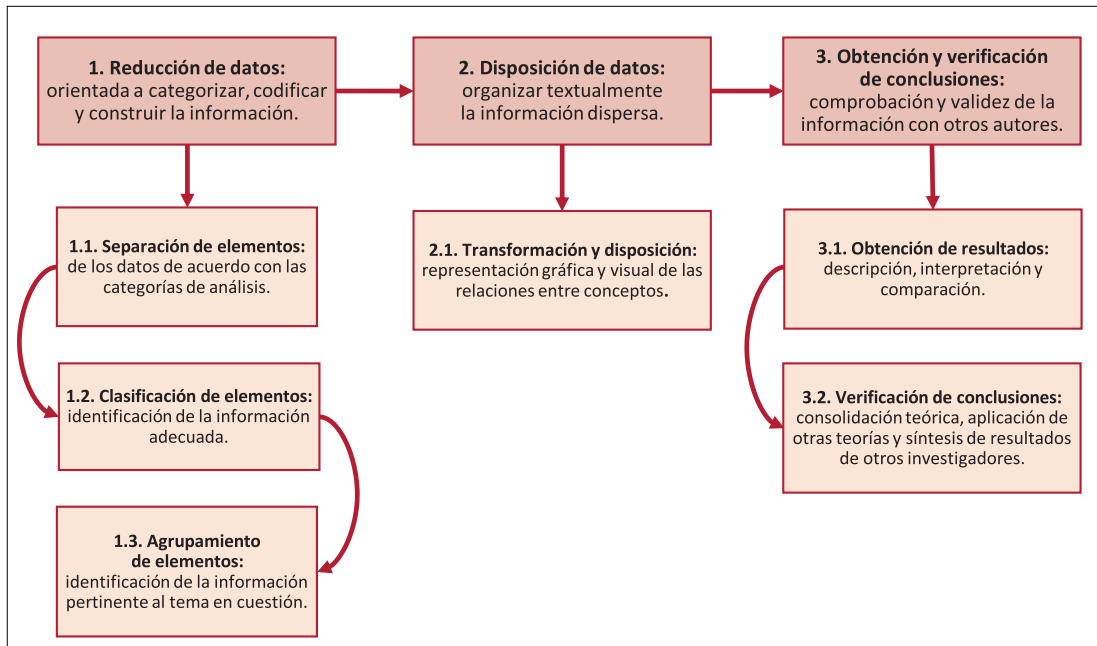 1. Reducción de datos:
orientada a categorizar, codificar
y construir la información.
2. Disposición de datos:
organizar textualmente
la información dispersa.
3. Obtención y verificación
de conclusiones:
comprobación y validez de la
información con otros autores.
1.1. Separación de elementos:
de los datos de acuerdo con las
categorías de análisis.
2.1. Transformación y disposición:
representación gráfica y visual de las
relaciones entre conceptos.
3.1. Obtención de resultados:
descripción, interpretación y
comparación.
1.2. Clasificación de elementos:
identificación de la información
adecuada.
3.2. Verificación de conclusiones:
consolidación teórica, aplicación de
otras teorías y síntesis de resultados
de otros investigadores.
1.3. Agrupamiento
de elementos:
identificación de la información
pertinente al tema en cuestión.